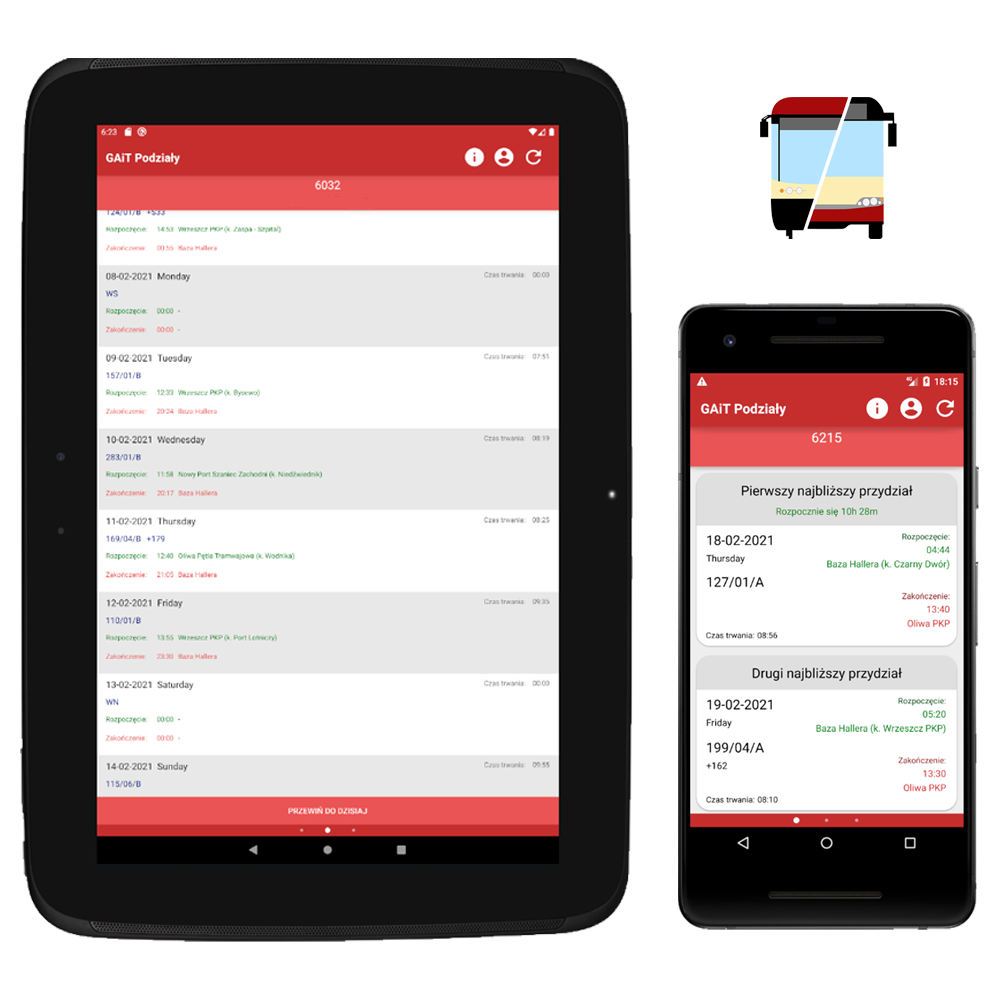 6:23
GAiT Podziały
6032
124/01/B +533
Rozpoczęcie: 14:53 Wrzeszcz PKP (k. Zaspa - Szpital)
Zakończenie: 00:55 Baza Hallera
08-02-2021 Monday Czas trwania: 00:00
WS
Rozpoczęcie: 00:00 -
Zakończenie: 00:00 -
09-02-2021 Tuesday Czas trwania: 07:51
157/01/B
Rozpoczęcie: 12:33 Wrzeszcz PKP (k. Bysewo)
Zakończenie: 20:24 Baza Hallera
10-02-2021 Wednesday Czas trwania: 08:19
283/01/B
Rozpoczęcie: 11:58 Nowy Port Szaniec Zachodni (k. Niedźwiednik)
Zakończenie: 20:17 Baza Hallera
11-02-2021 Thursday Czas trwania: 08:25
169/04/B +179
Rozpoczęcie: 12:40 Oliwa Pętla Tramwajowa (k. Wodnika)
Zakończenie: 21:05 Baza Hallera
12-02-2021 Friday Czas trwania: 09:35
110/01/B
Rozpoczęcie: 13:55 Wrzeszcz PKP (k. Port Lotniczy)
Zakończenie: 23:30 Baza Hallera
13-02-2021 Saturday Czas trwania: 00:00
WN
Rozpoczęcie: 00:00 -
Zakończenie: 00:00 -
14-02-2021 Sunday Czas trwania: 09:55
115/06/B
PRZEWIŃ DO DZISIAJ
18:15
GAiT Podziały
6215
Pierwszy najbliższy przydział
Rozpocznie się 10h 28m
18-02-2021 Rozpoczęcie:
Thursday 04:44
Baza Hallera (k. Czarny Dwór)
127/01/A
Zakończenie:
13:40
Oliwa PKP
Czas trwania: 08:56
Drugi najbliższy przydział
19-02-2021 Rozpoczęcie:
Friday 05:20
Baza Hallera (k. Wrzeszcz PKP)
199/04/A
+162 Zakończenie:
13:30
Oliwa PKP
Czas trwania: 08:10